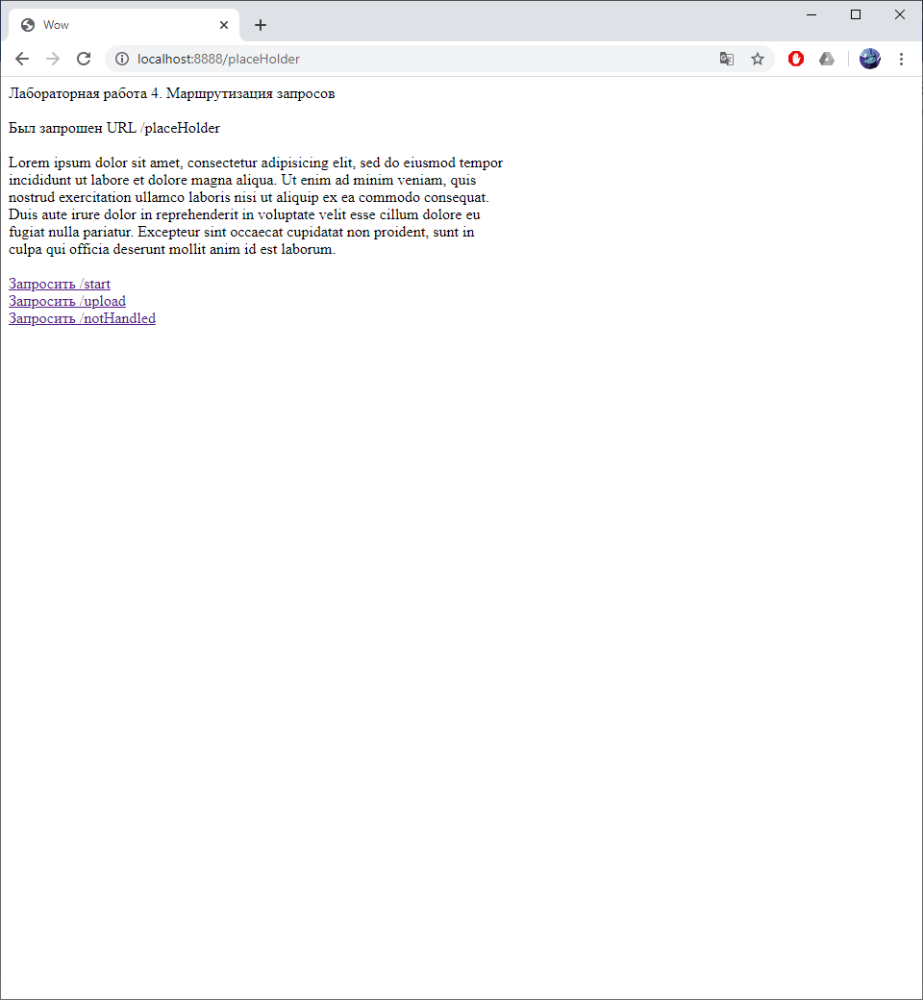 Wow
localhost:8888/placeHolder
Лабораторная работа 4. Маршрутизация запросов
Был запрошен URL /placeHolder
Lorem ipsum dolor sit amet, consectetur adipisicing elit, sed do eiusmod tempor
incididunt ut labore et dolore magna aliqua. Ut enim ad minim veniam, quis
nostrud exercitation ullamco laboris nisi ut aliquip ex ea commodo consequat.
Duis aute irure dolor in reprehenderit in voluptate velit esse cillum dolore eu
fugiat nulla pariatur. Excepteur sint occaecat cupidatat non proident, sunt in
culpa qui officia deserunt mollit anim id est laborum.
Запросить /start
Запросить /upload
Запросить /notHandled